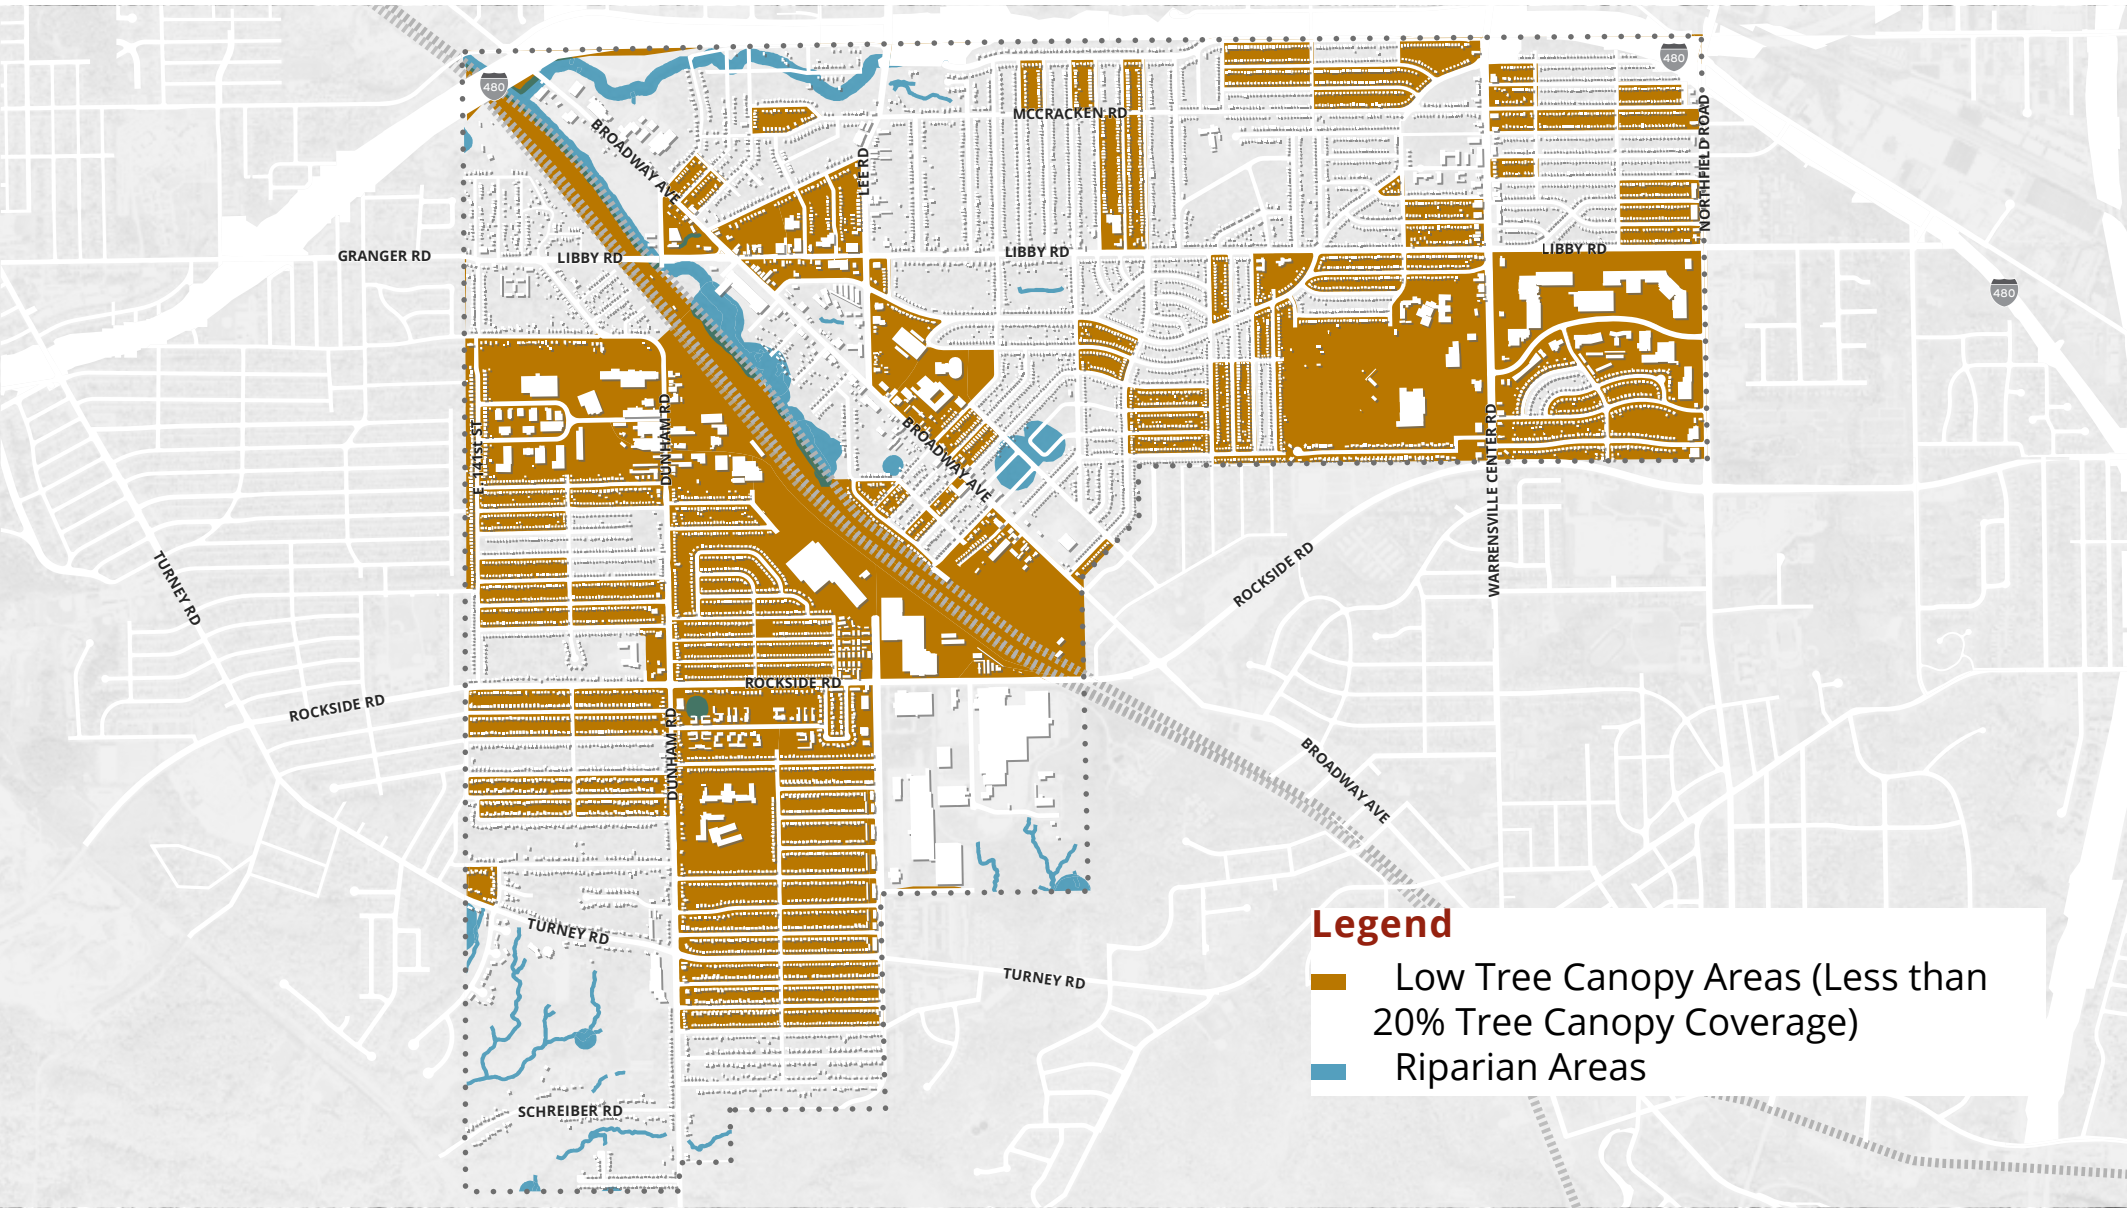 480
480
MCCRACKEN RD
BROADWAY AVE
LEE RD
NORTHFIELD ROAD
GRANGER RD
LIBBY RD
LIBBY RD
LIBBY RD
480
E. 141st ST
DUNHAM RD
BROADWAY AVE
WARRENSVILLE CENTER RD
TURNEY RD
ROCKSIDE RD
ROCKSIDE RD
ROCKSIDE RD
DUNHAM RD
BROADWAY AVE
TURNEY RD
TURNEY RD
SCHREIBER RD
Legend
Low Tree Canopy Areas (Less than
20% Tree Canopy Coverage)
Riparian Areas